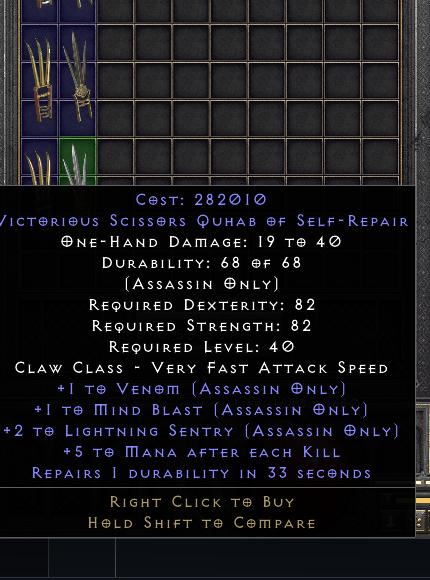 Cost: 282010
Victorious Scissors Quhab of Self-Repair
One-Hand Damage: 19 to 40
Durability: 68 of 68
(Assassin Only)
Required Dexterity: 82
Required Strength: 82
Required Level: 40
Claw Class - Very Fast Attack Speed
+1 to Venom (Assassin Only)
+1 to Mind Blast (Assassin Only)
+2 to Lightning Sentry (Assassin Only)
+5 to Mana after each Kill
Repairs 1 durability in 33 seconds
Right Click to Buy
Hold Shift to Compare